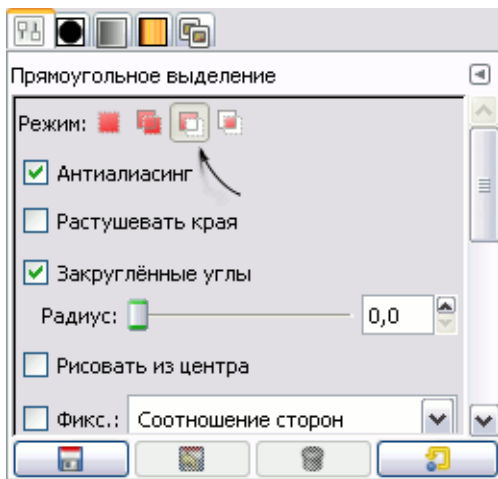 Прямоугольное выделение
Режим:
Антиалиасинг
Растушевать края
Закруглённые углы
Радиус: 0,0
Рисовать из центра
Фикс.: Соотношение сторон